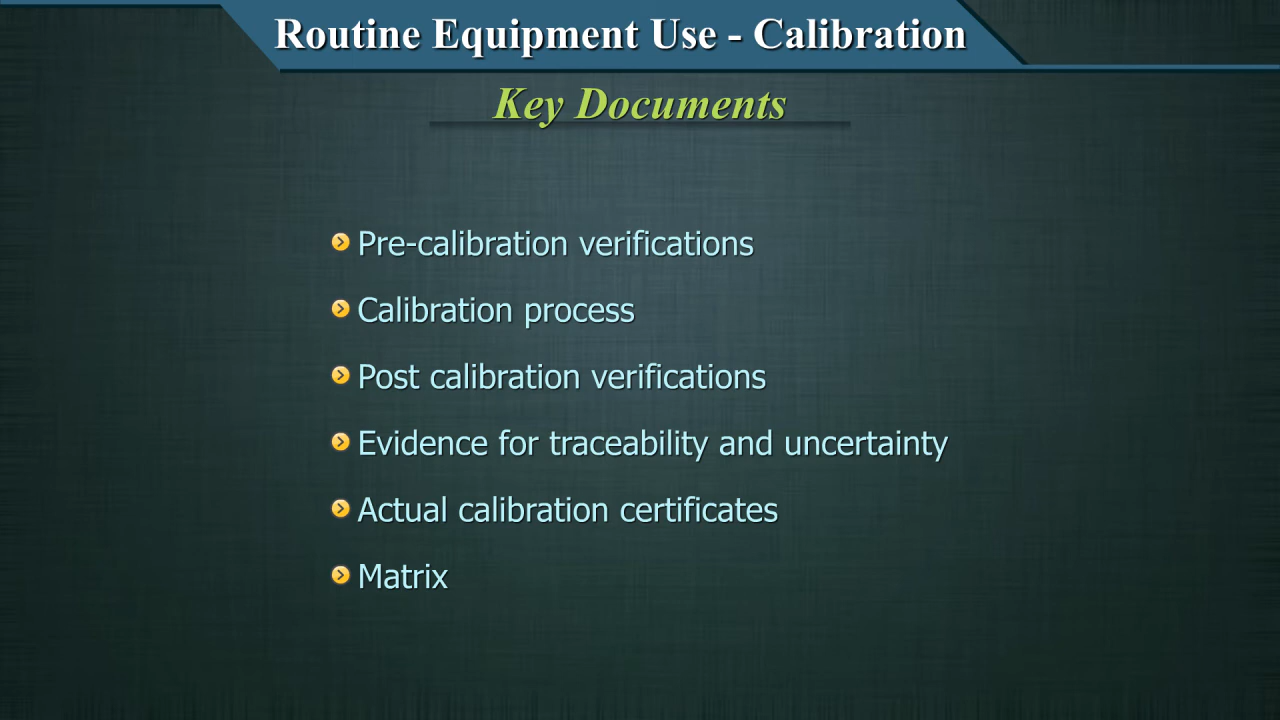 Routine Equipment Use - Calibration
Key Documents
Pre-calibration verifications
Calibration process
Post calibration verifications
Evidence for traceability and uncertainty
Actual calibration certificates
Matrix